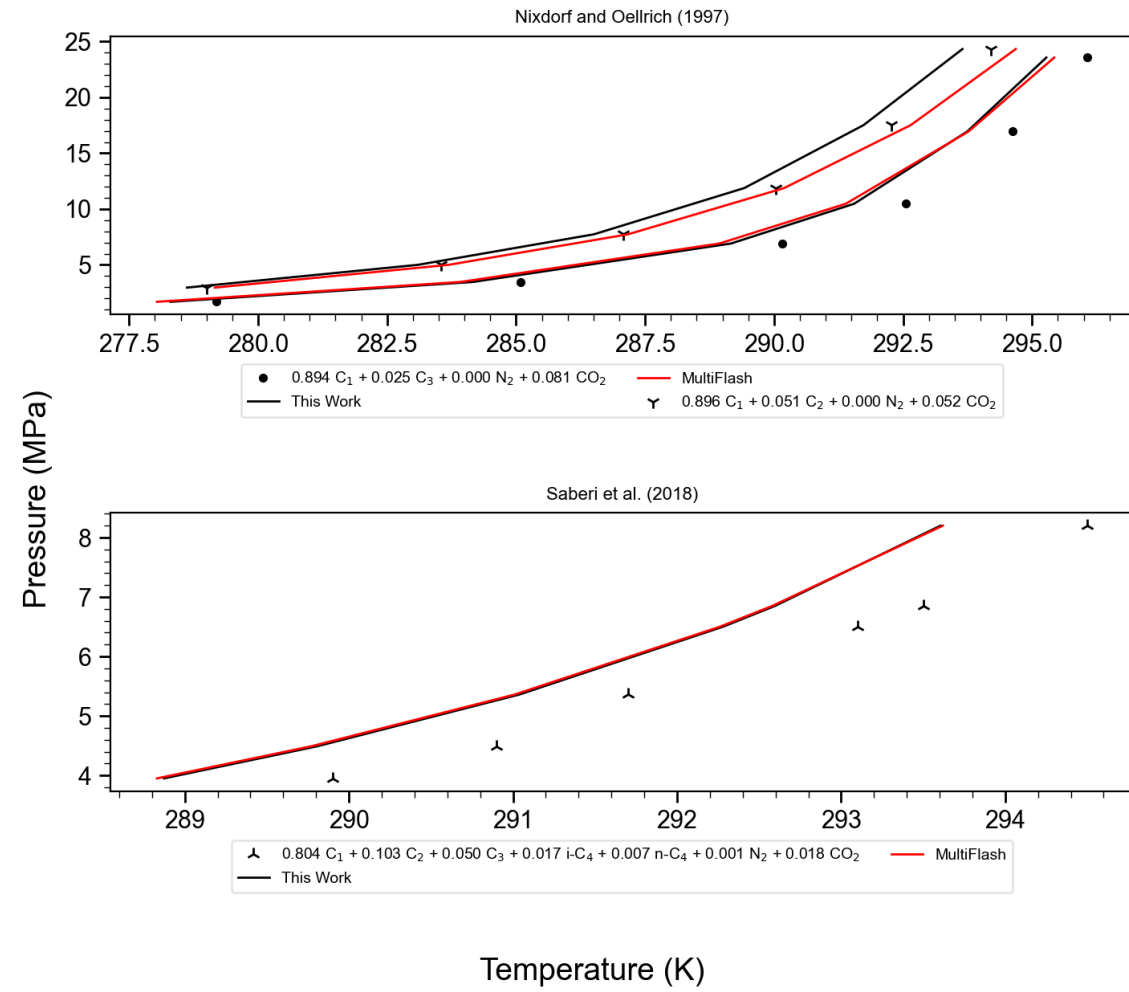 Nixdorf and Oellrich (1997)
25
20
15
10
5
277.5 280.0 282.5 285.0 287.5 290.0 292.5 295.0
0.894 C₁ + 0.025 C₃ + 0.000 N₂ + 0.081 CO₂ MultiFlash
This Work 0.896 C₁ + 0.051 C₂ + 0.000 N₂ + 0.052 CO₂
Pressure (MPa)
Saberi et al. (2018)
8
7
6
5
4
289 290 291 292 293 294
0.804 C₁ + 0.103 C₂ + 0.050 C₃ + 0.017 i-C₄ + 0.007 n-C₄ + 0.001 N₂ + 0.018 CO₂ MultiFlash
This Work
Temperature (K)